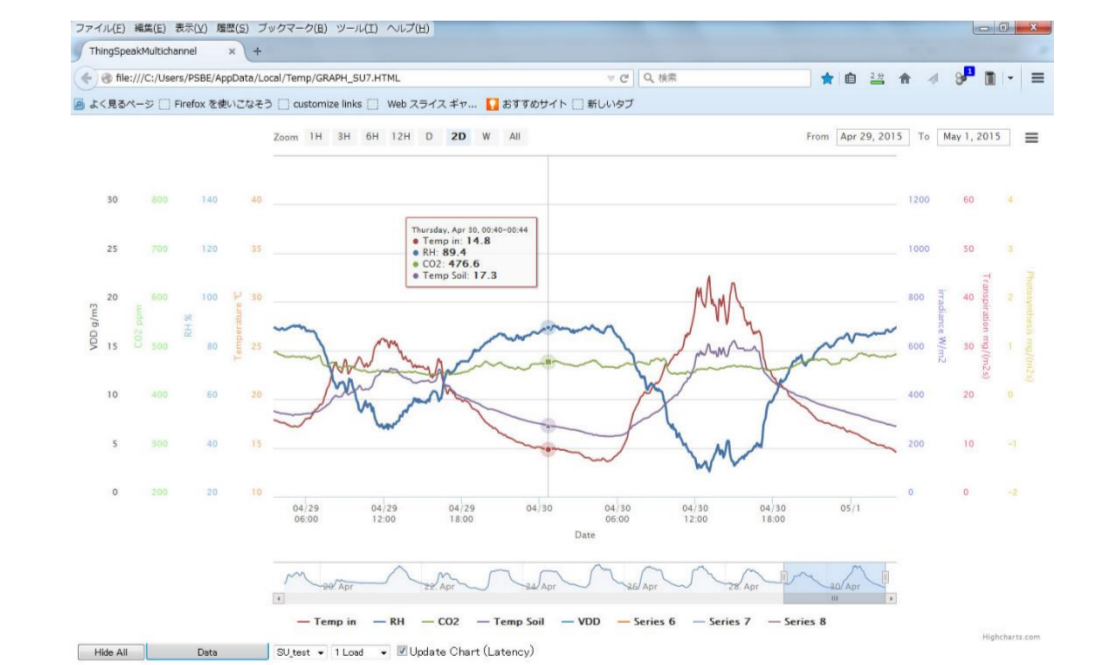 ファイル(F) 編集(E) 表示(V) 履歴(S) ブックマーク(B) ツール(T) ヘルプ(H)
ThingSpeakMultichannel × +
file:///C:/Users/PSBE/AppData/Local/Temp/GRAPH_SU7.HTML 検索
よく見るページ Firefox を使いこなそう customize links Web スライス ギャ... おすすめサイト 新しいタブ
Zoom 1H 3H 6H 12H D 2D W All From Apr 29, 2015 To May 1, 2015
30 800 140 40 1200 60 4
25 700 120 35 1000 50 3
20 600 100 30 800 40 2
15 500 80 25 600 30 1
10 400 60 20 400 20 0
5 300 40 15 200 10 -1
0 200 20 10 0 0 -2
VDD g/m3
CO2 ppm
RH %
Temperature ℃
irradiance W/m2
Transpiration mg/(m2s)
Photosynthesis mg/(m2s)
Thursday, Apr 30, 00:40-00:44
Temp in: 14.8
RH: 89.4
CO2: 476.6
Temp Soil: 17.3
04/29 04/29 04/29 04/30 04/30 04/30 04/30 05/1
06:00 12:00 18:00 06:00 12:00 18:00
Date
20. Apr 22. Apr 24. Apr 26. Apr 28. Apr 30. Apr
Temp in RH CO2 Temp Soil VDD Series 6 Series 7 Series 8
Highcharts.com
Hide All Data SU_test 1 Load Update Chart (Latency)